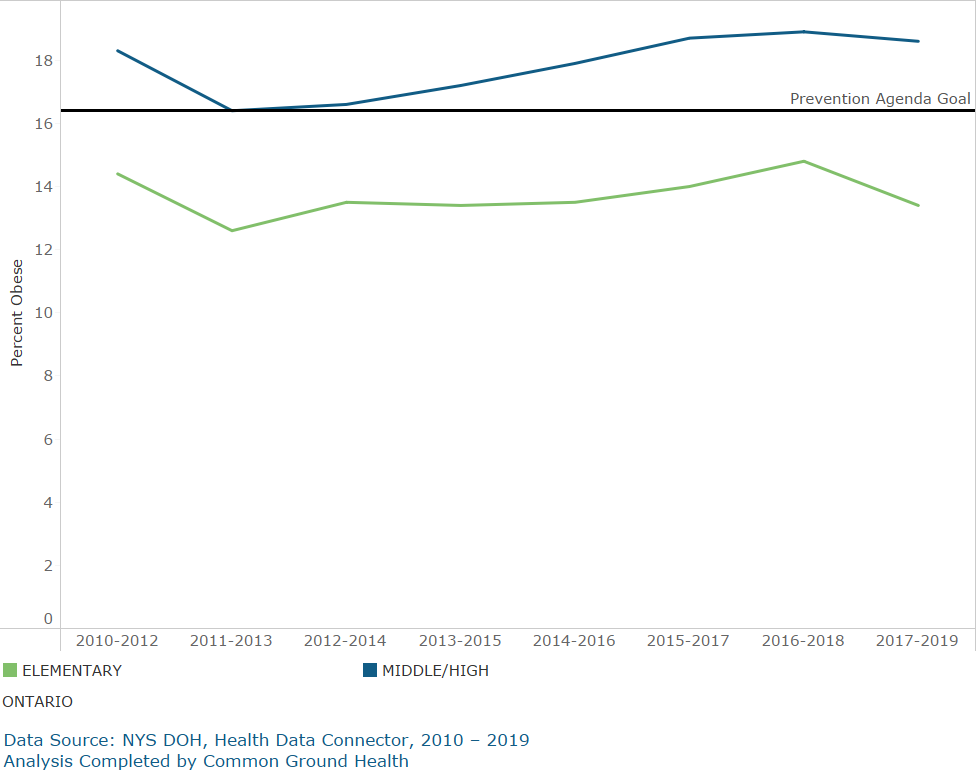 18
Prevention Agenda Goal
16
14
12
10
8
6
4
2
0
Percent Obese
2010-2012 2011-2013 2012-2014 2013-2015 2014-2016 2015-2017 2016-2018 2017-2019
ELEMENTARY MIDDLE/HIGH
ONTARIO
Data Source: NYS DOH, Health Data Connector, 2010 – 2019
Analysis Completed by Common Ground Health